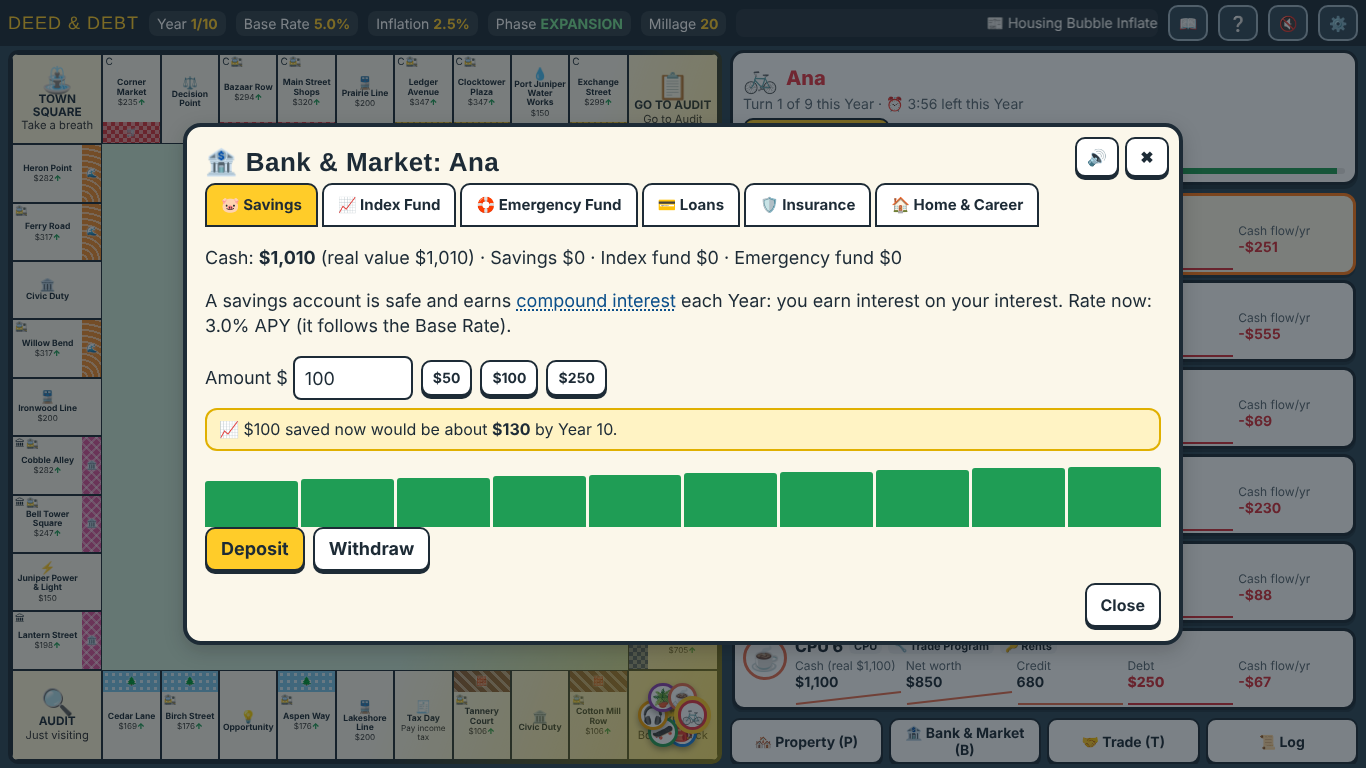 DEED & DEBT
Year 1/10
Base Rate 5.0%
Inflation 2.5%
Phase EXPANSION
Millage 20
Housing Bubble Inflate
TOWN SQUARE
Take a breath
C
Corner Market
$235↑
Decision Point
C
Bazaar Row
$294↑
C
Main Street Shops
$320↑
Prairie Line
$200
C
Ledger Avenue
$347↑
C
Clocktower Plaza
$347↑
Port Juniper Water Works
$150
C
Exchange Street
$299↑
GO TO AUDIT
Go to Audit
Ana
Turn 1 of 9 this Year · ⏰ 3:56 left this Year
Heron Point
$282↑
Ferry Road
$317↑
Civic Duty
Willow Bend
$317↑
Ironwood Line
$200
Cobble Alley
$282↑
Bell Tower Square
$247↑
Juniper Power & Light
$150
Lantern Street
$198↑
Bank & Market: Ana
Savings
Index Fund
Emergency Fund
Loans
Insurance
Home & Career
Cash: $1,010 (real value $1,010) · Savings $0 · Index fund $0 · Emergency fund $0
A savings account is safe and earns compound interest each Year: you earn interest on your interest. Rate now:
3.0% APY (it follows the Base Rate).
Amount $ 100
$50
$100
$250
$100 saved now would be about $130 by Year 10.
Deposit
Withdraw
Close
Cash flow/yr
-$251
Cash flow/yr
-$555
Cash flow/yr
-$69
Cash flow/yr
-$230
Cash flow/yr
-$88
$705↑
CPU 6
CPU
Trade Program
Rents
Cash (real $1,100)
$1,100
Net worth
$850
Credit
680
Debt
$250
Cash flow/yr
-$67
AUDIT
Just visiting
Cedar Lane
$169↑
Birch Street
$176↑
Opportunity
Aspen Way
$176↑
Lakeshore Line
$200
Tax Day
Pay income tax
Tannery Court
$106↑
Civic Duty
Cotton Mill Row
$106↑
Property (P)
Bank & Market (B)
Trade (T)
Log